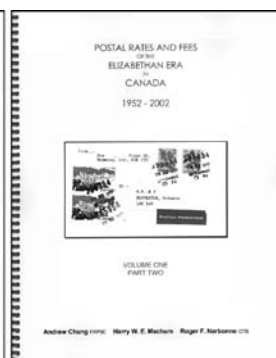 POSTAL RATES AND FEES
OF THE
ELIZABETHAN ERA
IN
CANADA
1952 - 2002
From...
VOLUME ONE
PART TWO
Andrew Chung FRPSC Harry W. E. Machum Roger F. Narbonne OTB